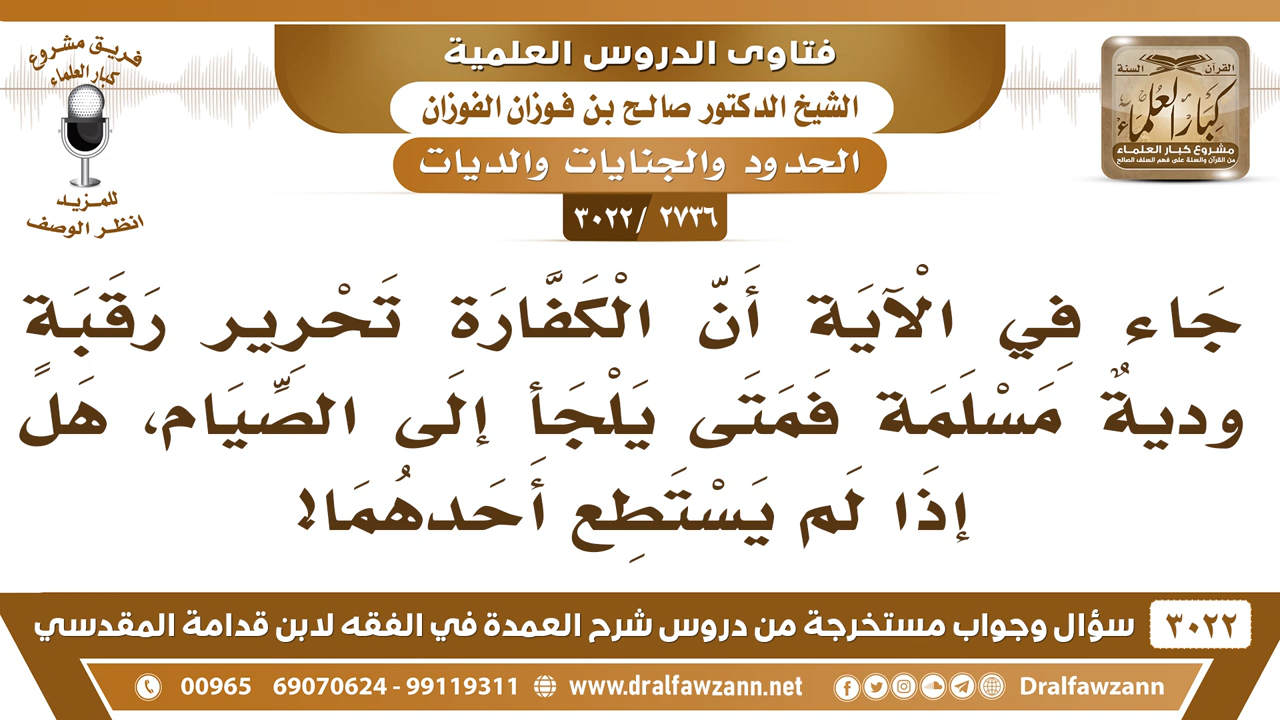 فتاوى الدروس العلمية
الشيخ الدكتور صالح بن فوزان الفوزان
الحدود والجنايات والديات
٢٧٣٦ / ٣٠٢٢
فريق مشروع
كبار العلماء
للمزيد
انظر الوصف
القرآن السنة
كبار العلماء
مشروع كبار العلماء
من القرآن والسنة على فهم السلف الصالح
جَاء فِي الْآيَة أَنّ الْكَفَّارَة تَحْرِير رَقَبَة
وديةٌ مَسْلَمَة فَمَتَى يَلْجَأ إلَى الصِّيَام، هَلً
إذَا لَم يَسْتَطِع أَحَدهُمَا!
٣٠٢٢ سؤال وجواب مستخرجة من دروس شرح العمدة في الفقه لابن قدامة المقدسي
00965 69070624 - 99119311 www.dralfawzann.net Dralfawzann